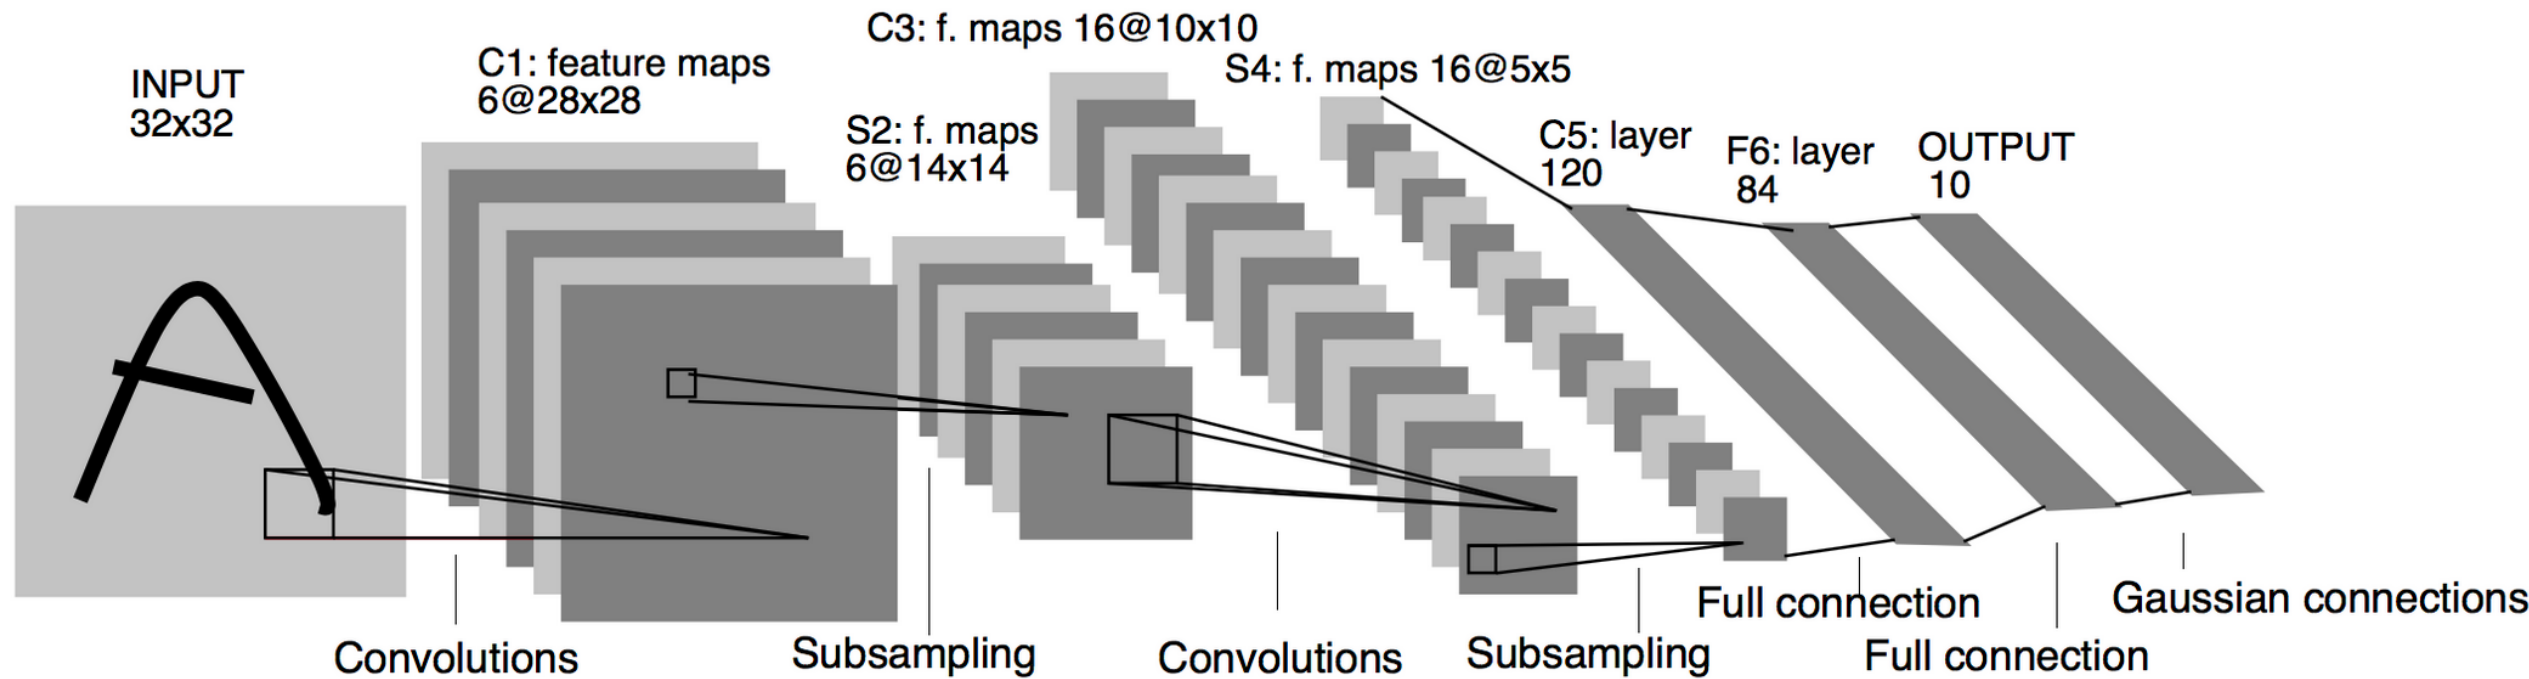 INPUT
32x32
C1: feature maps
6@28x28
S2: f. maps
6@14x14
C3: f. maps 16@10x10
S4: f. maps 16@5x5
C5: layer
120
F6: layer
84
OUTPUT
10
Convolutions
Subsampling
Convolutions
Subsampling
Full connection
Full connection
Gaussian connections
A